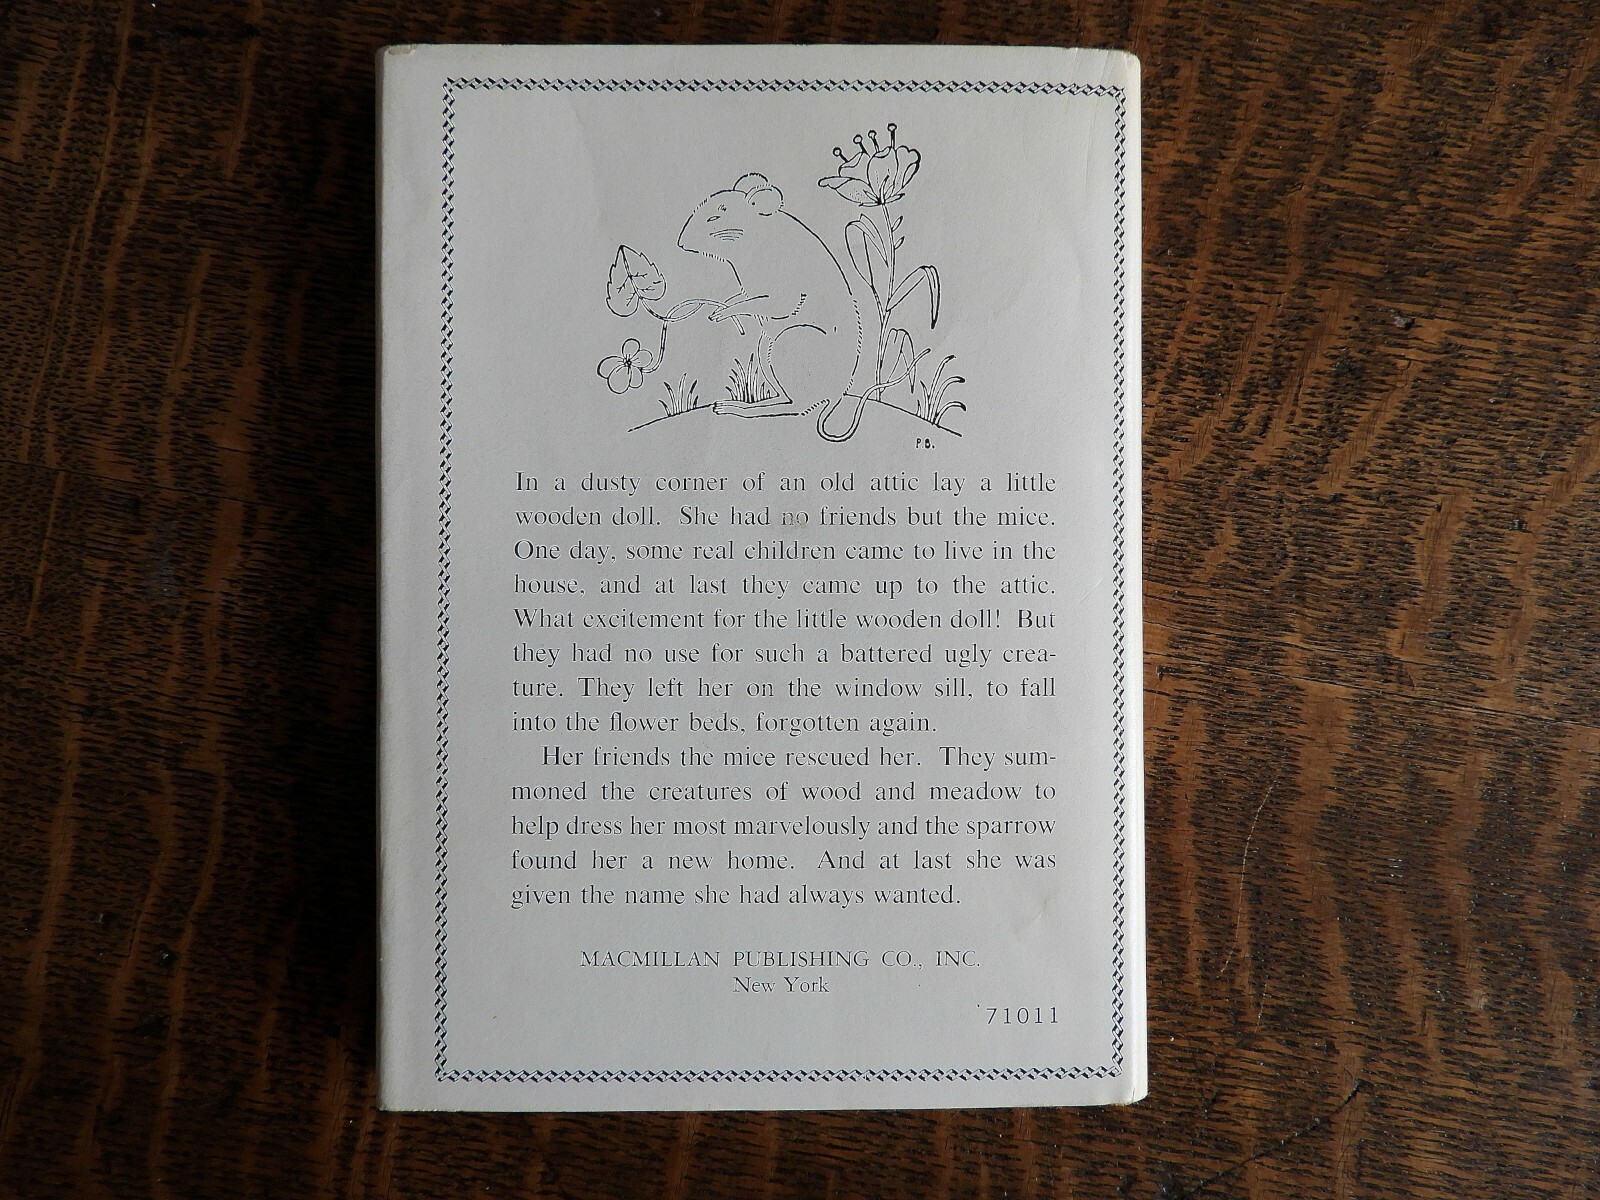 P.B.
In a dusty corner of an old attic lay a little
wooden doll. She had no friends but the mice.
One day, some real children came to live in the
house, and at last they came up to the attic.
What excitement for the little wooden doll! But
they had no use for such a battered ugly crea-
ture. They left her on the window sill, to fall
into the flower beds, forgotten again.
Her friends the mice rescued her. They sum-
moned the creatures of wood and meadow to
help dress her most marvelously and the sparrow
found her a new home. And at last she was
given the name she had always wanted.
MACMILLAN PUBLISHING CO., INC.
New York
71011